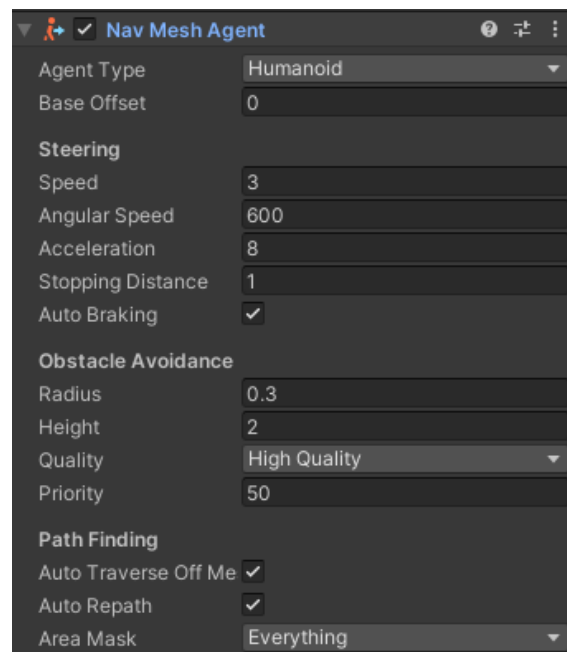 Nav Mesh Agent
Agent Type Humanoid
Base Offset 0
Steering
Speed 3
Angular Speed 600
Acceleration 8
Stopping Distance 1
Auto Braking
Obstacle Avoidance
Radius 0.3
Height 2
Quality High Quality
Priority 50
Path Finding
Auto Traverse Off Me
Auto Repath
Area Mask Everything